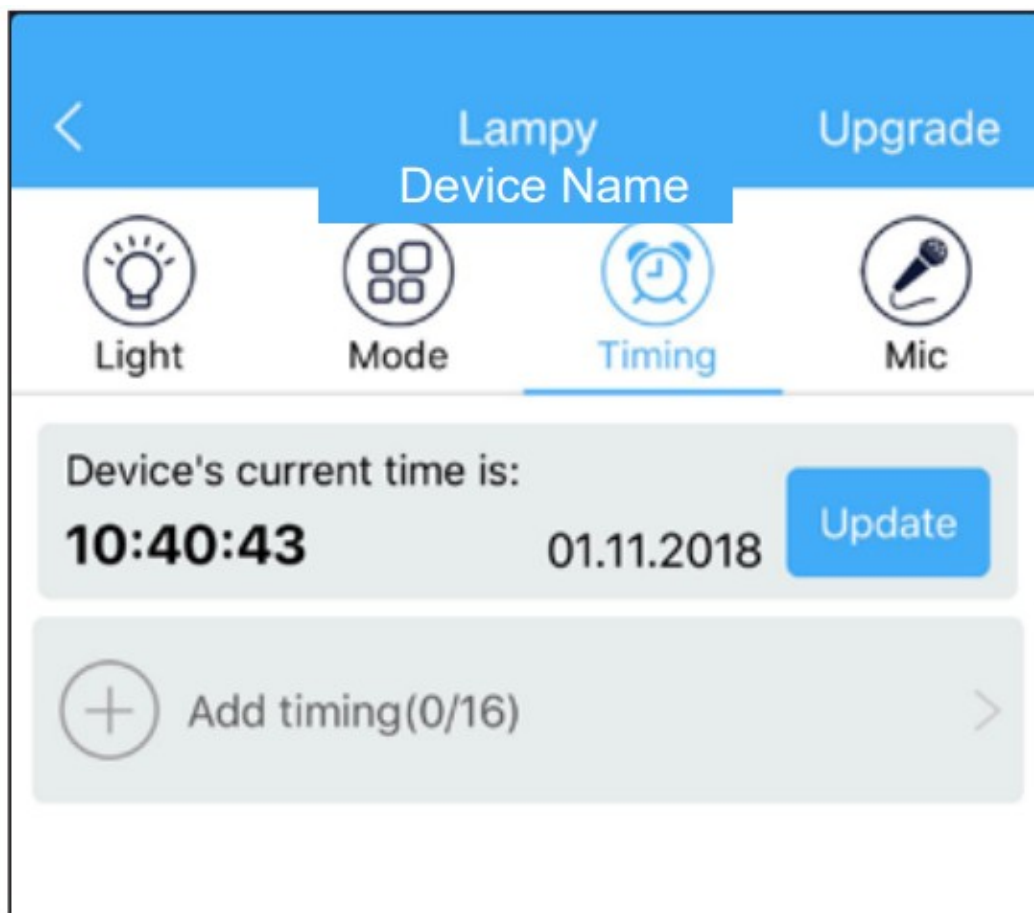 Lampy
Upgrade
Device Name
Light
Mode
Timing
Mic
Device's current time is:
10:40:43
01.11.2018
Update
Add timing(0/16)